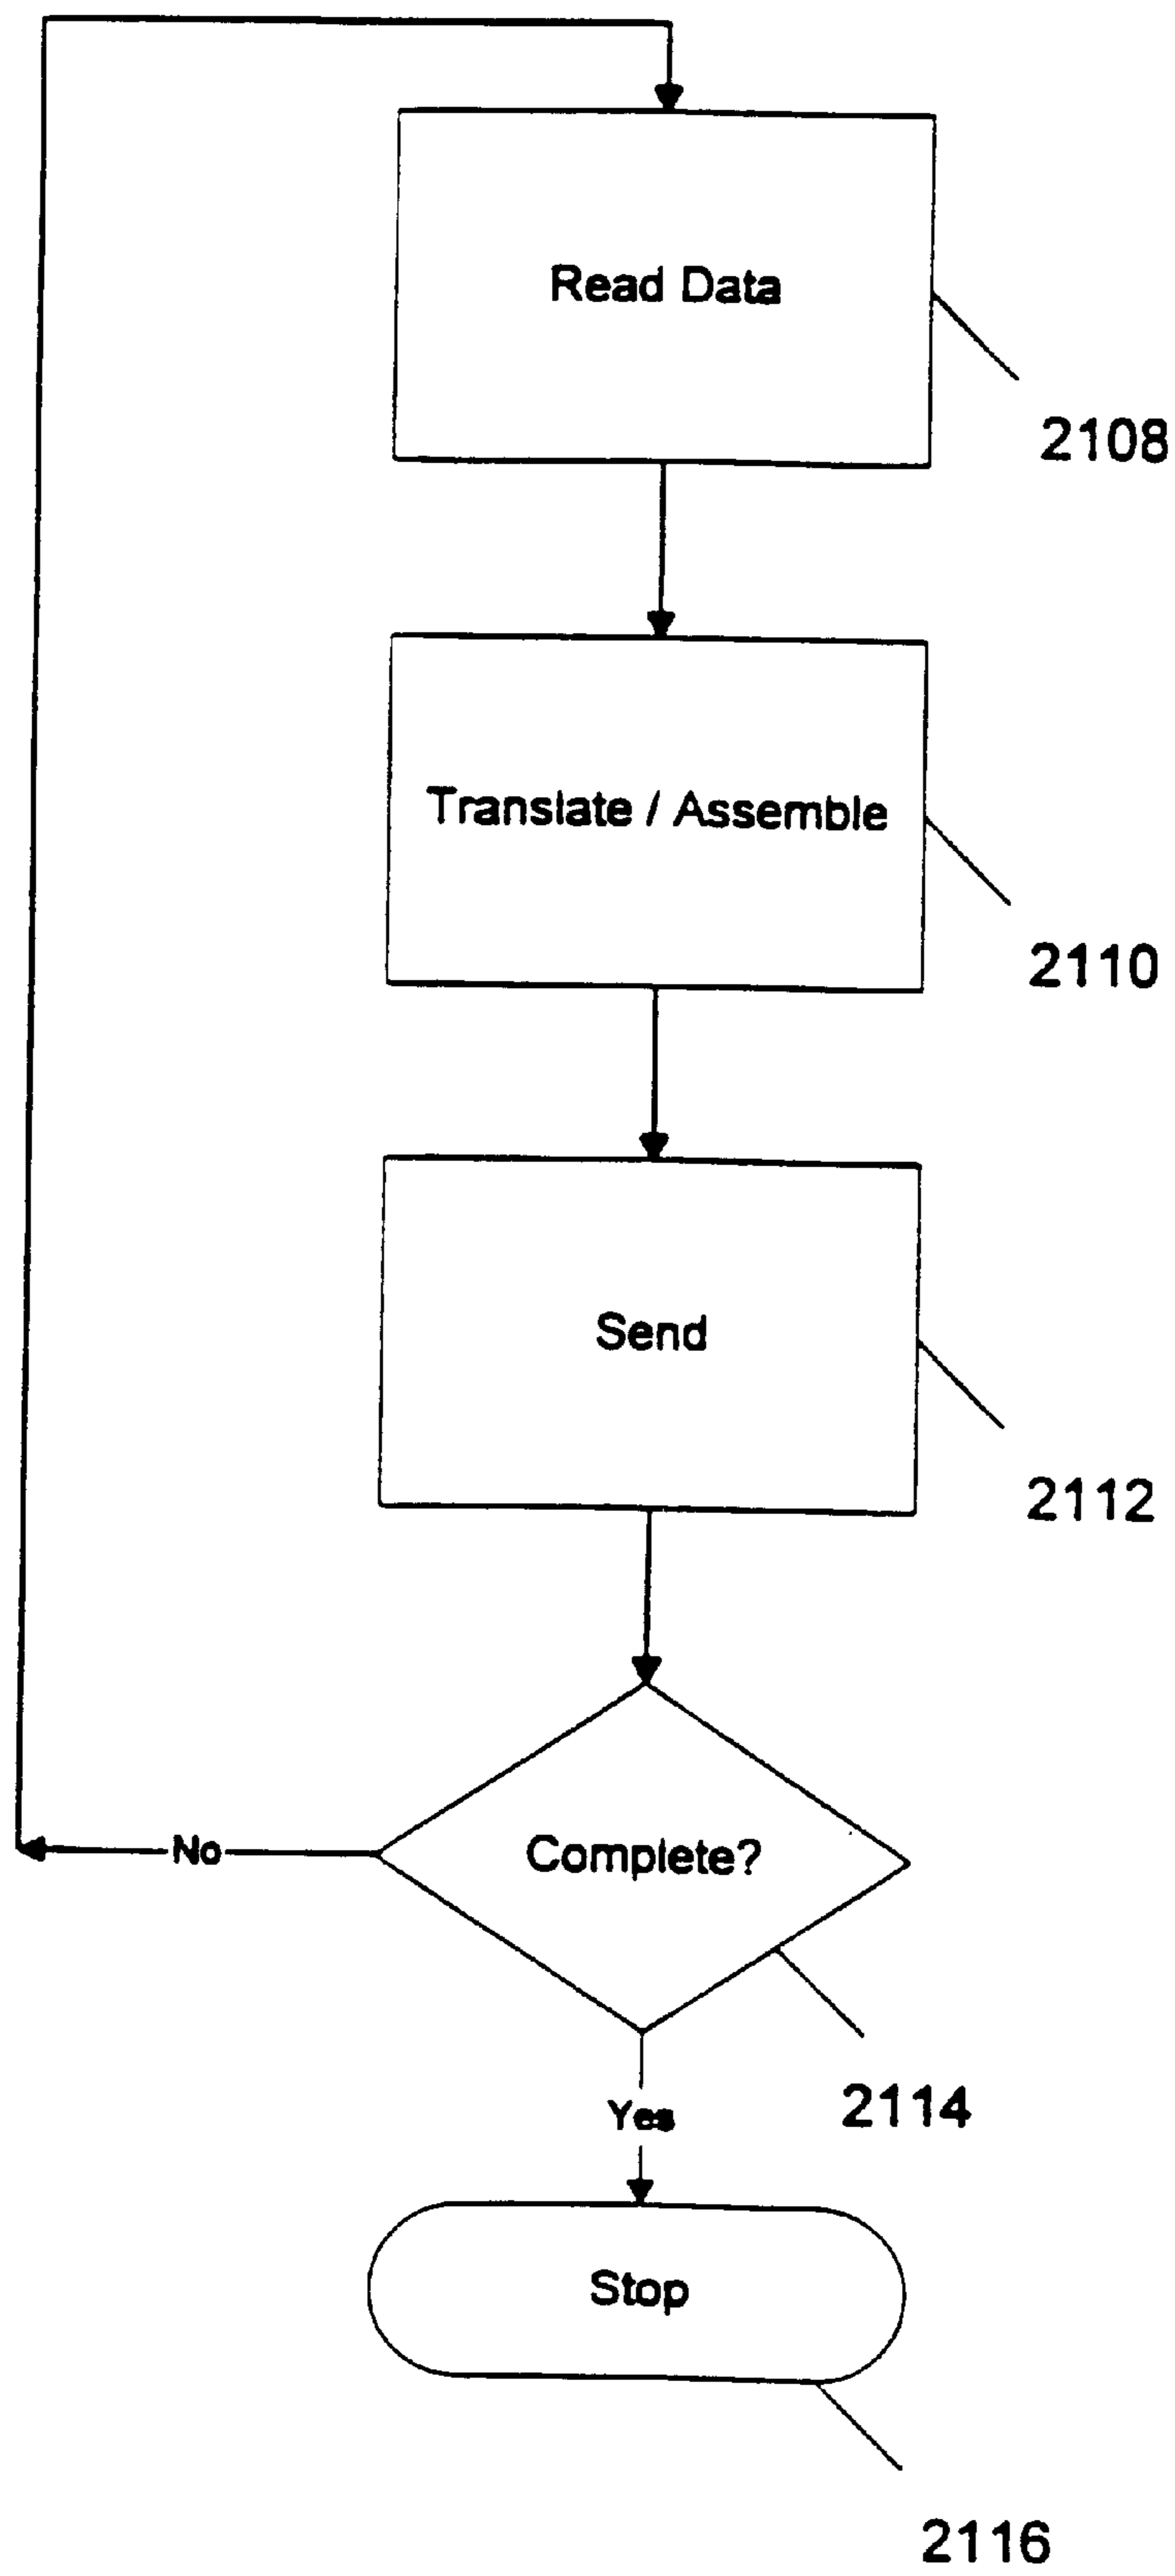 Read Data
2108
Translate / Assemble
2110
Send
2112
Complete?
No
2114
Yes
Stop
2116